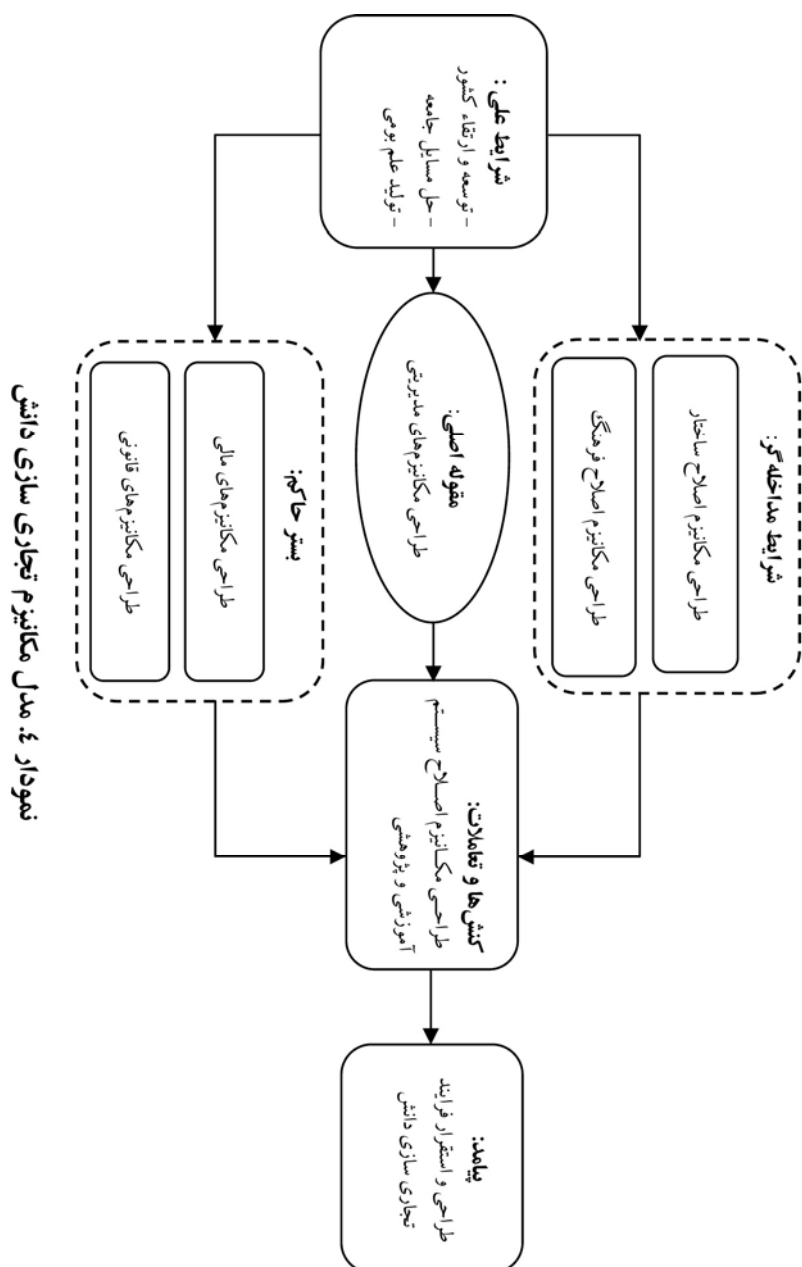 شرایط علی :
- توسعه و ارتقاء کشور
- حل مسایل جامعه
- تولید علم بومی
شرایط مداخله‌گر:
طراحی مکانیزم اصلاح ساختار
طراحی مکانیزم اصلاح فرهنگ
مقوله اصلی:
طراحی مکانیزم‌های مدیریتی
بستر حاکم:
طراحی مکانیزم‌های مالی
طراحی مکانیزم‌های قانونی
کنش‌ها و تعاملات:
طراحی مکانیزم اصلاح سیستم
آموزشی و پژوهشی
پیامد:
طراحی و استقرار فرایند
تجاری سازی دانش
نمودار ٤. مدل مکانیزم تجاری سازی دانش